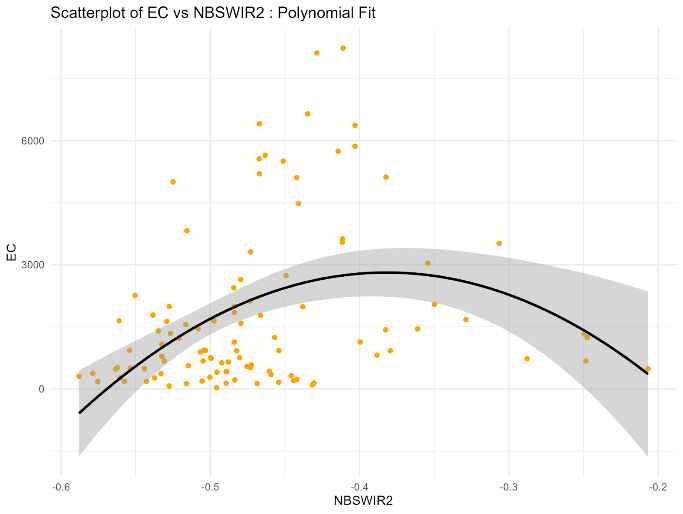 Scatterplot of EC vs NBSWIR2 : Polynomial Fit
6000
3000
0
EC
-0.6
-0.5
-0.4
-0.3
-0.2
NBSWIR2